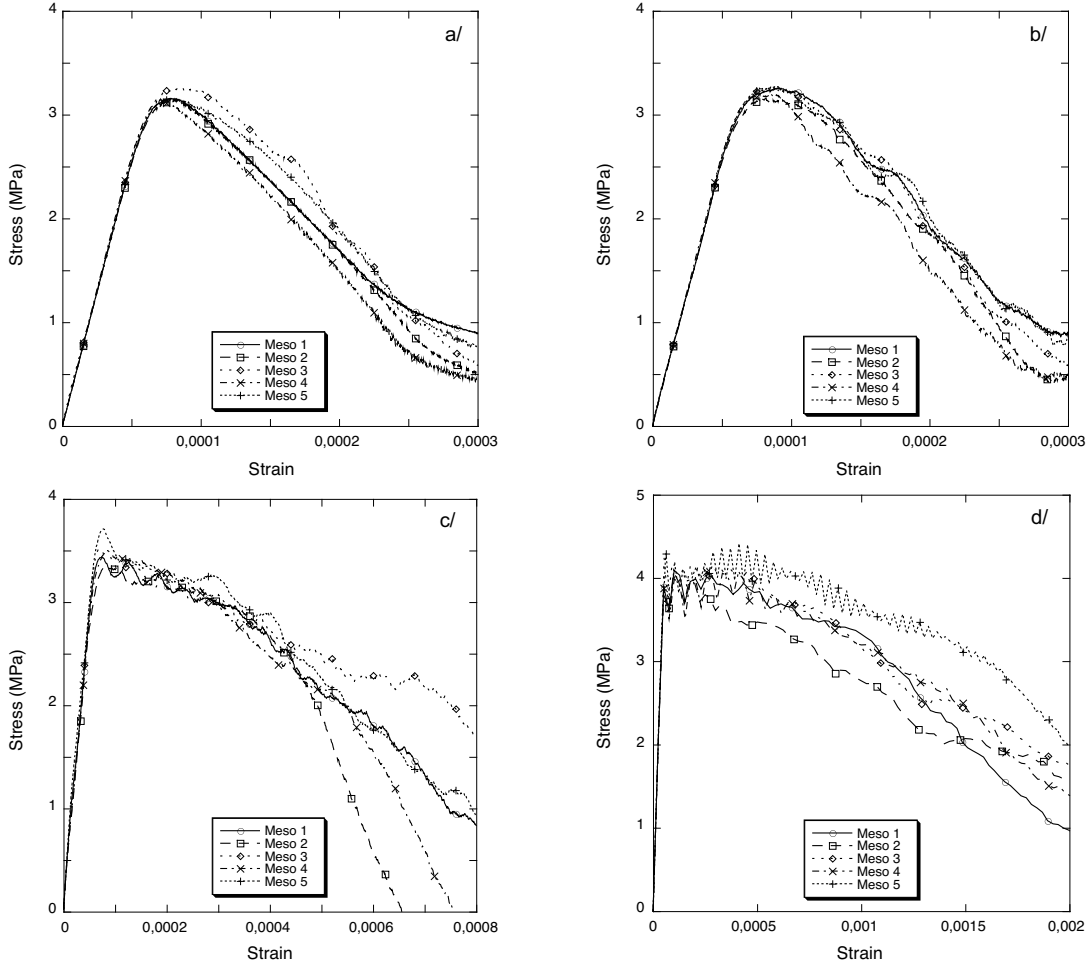 a/
4
3
2
1
0
Stress (MPa)
Meso 1
Meso 2
Meso 3
Meso 4
Meso 5
0
0,0001
0,0002
0,0003
Strain
b/
4
3
2
1
0
Stress (MPa)
Meso 1
Meso 2
Meso 3
Meso 4
Meso 5
0
0,0001
0,0002
0,0003
Strain
c/
4
3
2
1
0
Stress (MPa)
Meso 1
Meso 2
Meso 3
Meso 4
Meso 5
0
0,0002
0,0004
0,0006
0,0008
Strain
d/
5
4
3
2
1
0
Stress (MPa)
Meso 1
Meso 2
Meso 3
Meso 4
Meso 5
0
0,0005
0,001
0,0015
0,002
Strain